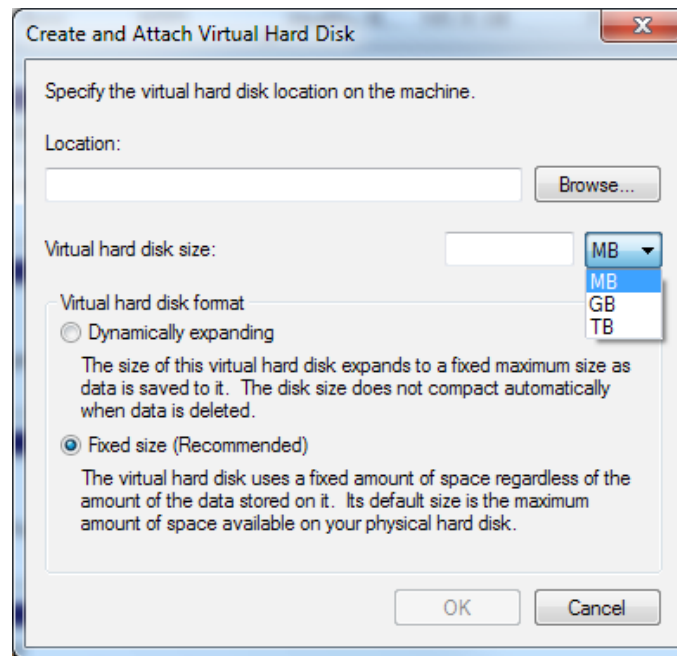 Create and Attach Virtual Hard Disk
Specify the virtual hard disk location on the machine.
Location:
Browse...
Virtual hard disk size:
MB
MB
GB
TB
Virtual hard disk format
Dynamically expanding
The size of this virtual hard disk expands to a fixed maximum size as
data is saved to it. The disk size does not compact automatically
when data is deleted.
Fixed size (Recommended)
The virtual hard disk uses a fixed amount of space regardless of the
amount of the data stored on it. Its default size is the maximum
amount of space available on your physical hard disk.
OK
Cancel